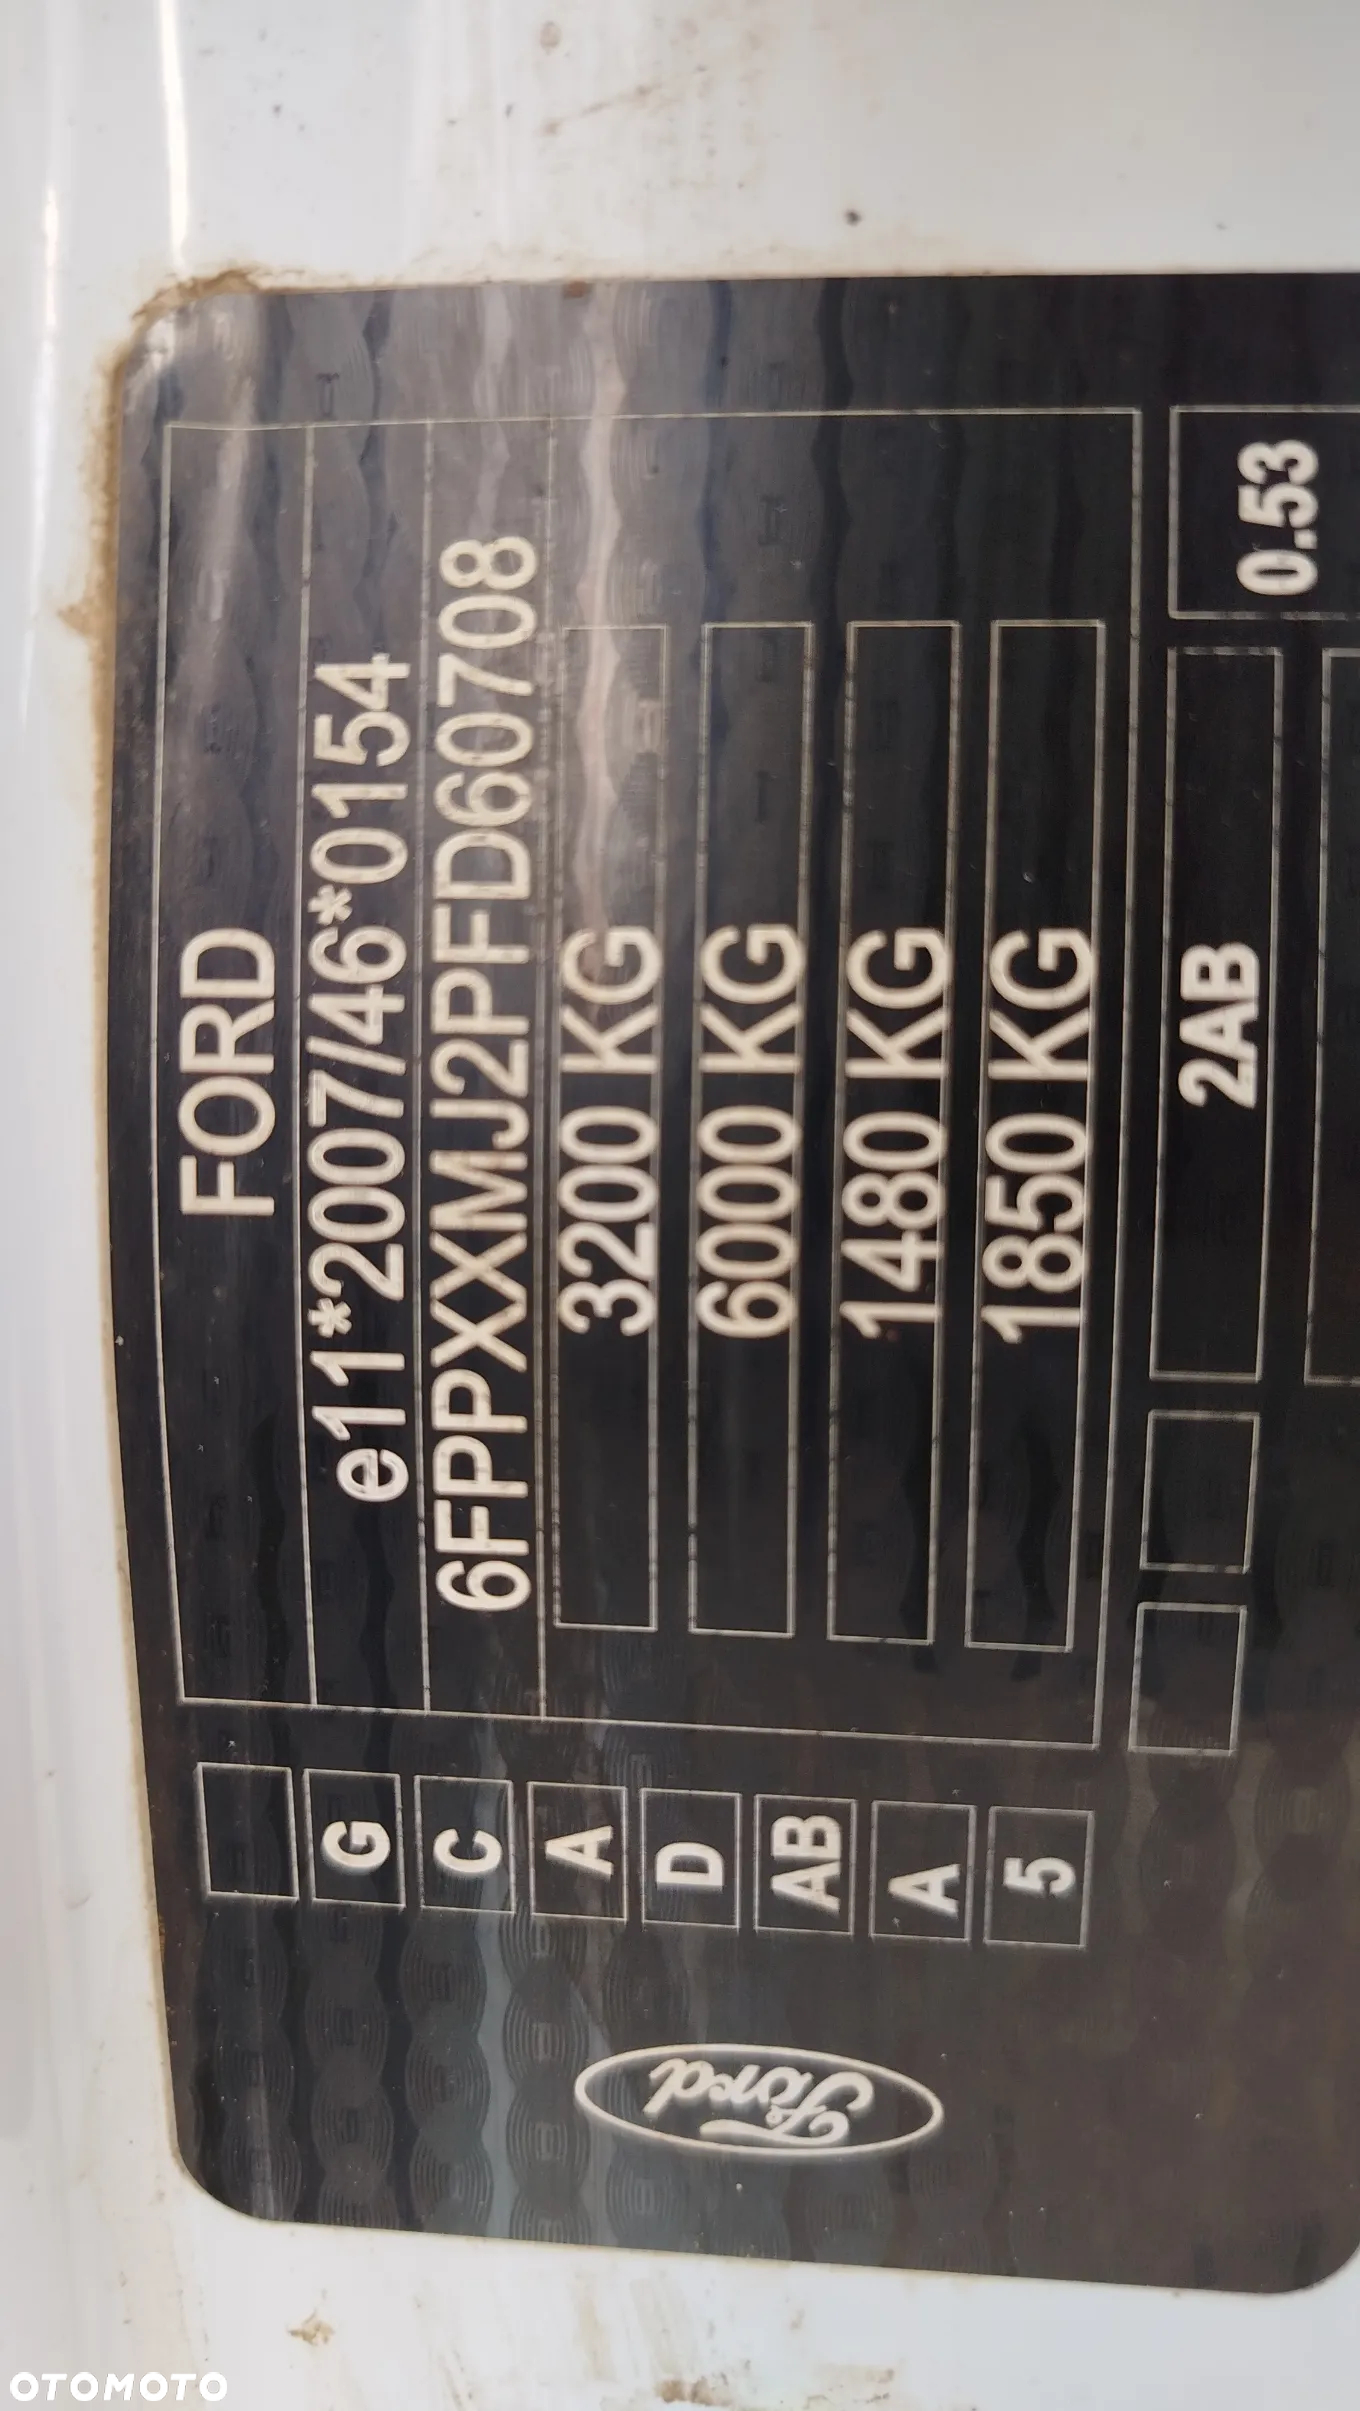 FORD
e11*2007/46*0154
6FPPXXMJ2PFD60708
3200 KG
6000 KG
1480 KG
1850 KG
2AB
0.53
G
C
A
D
AB
A
5
Ford
OTOMOTO